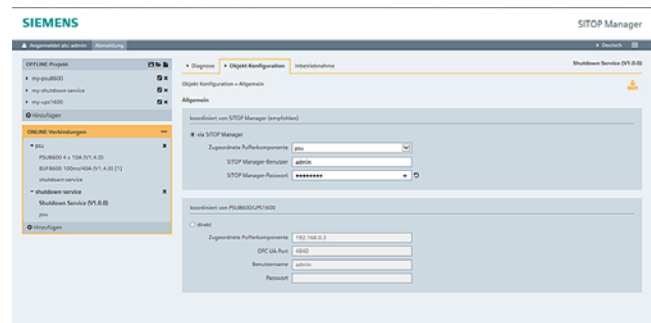 SIEMENS
SITOP Manager
Angemeldet als: admin Abmeldung
Deutsch
OFFLINE-Projekt
my-psu8600
my-shutdown-service
my-ups1600
Hinzufügen
ONLINE-Verbindungen
psu
PSU8600 4 x 10A (V1.4.0)
BUF8600 100ms/40A (V1.4.0) [1]
shutdown-service
shutdown service
Shutdown Service (V1.0.0)
psu
Hinzufügen
Diagnose
Objekt Konfiguration
Inbetriebnahme
Shutdown Service (V1.0.0)
Objekt Konfiguration » Allgemein
Allgemein
koordiniert von SITOP Manager (empfohlen)
via SITOP Manager
Zugeordnete Pufferkomponente psu
SITOP Manager-Benutzer admin
SITOP Manager-Passwort ••••••••
koordiniert von PSU8600/UPS1600
direkt
Zugeordnete Pufferkomponente 192.168.0.3
OPC UA-Port 4840
Benutzername admin
Passwort